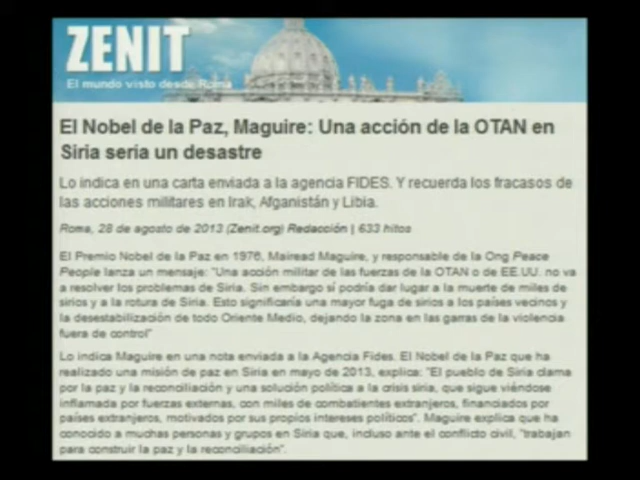 ZENIT
El mundo visto desde Roma
El Nobel de la Paz, Maguire: Una acción de la OTAN en
Siria sería un desastre
Lo indica en una carta enviada a la agencia FIDES. Y recuerda los fracasos de
las acciones militares en Irak, Afganistán y Libia.
Roma, 28 de agosto de 2013 (Zenit.org) Redacción | 633 hitos
El Premio Nobel de la Paz en 1976, Mairead Maguire, y responsable de la Ong Peace
People lanza un mensaje: "Una acción militar de las fuerzas de la OTAN o de EE.UU. no va
a resolver los problemas de Siria. Sin embargo sí podría dar lugar a la muerte de miles de
sirios y a la rotura de Siria. Esto significaría una mayor fuga de sirios a los países vecinos y
la desestabilización de todo Oriente Medio, dejando la zona en las garras de la violencia
fuera de control"
Lo indica Maguire en una nota enviada a la Agencia Fides. El Nobel de la Paz que ha
realizado una misión de paz en Siria en mayo de 2013, explica: "El pueblo de Siria clama
por la paz y la reconciliación y una solución política a la crisis siria, que sigue viéndose
inflamada por fuerzas externas, con miles de combatientes extranjeros, financiados por
países extranjeros, motivados por sus propios intereses políticos". Maguire explica que ha
conocido a muchas personas y grupos en Siria que, incluso ante el conflicto civil, "trabajan
para construir la paz y la reconciliación".